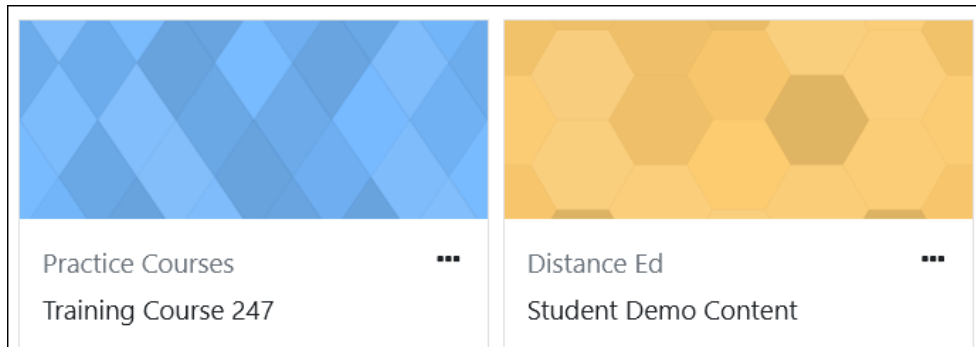 Practice Courses
Training Course 247
Distance Ed
Student Demo Content